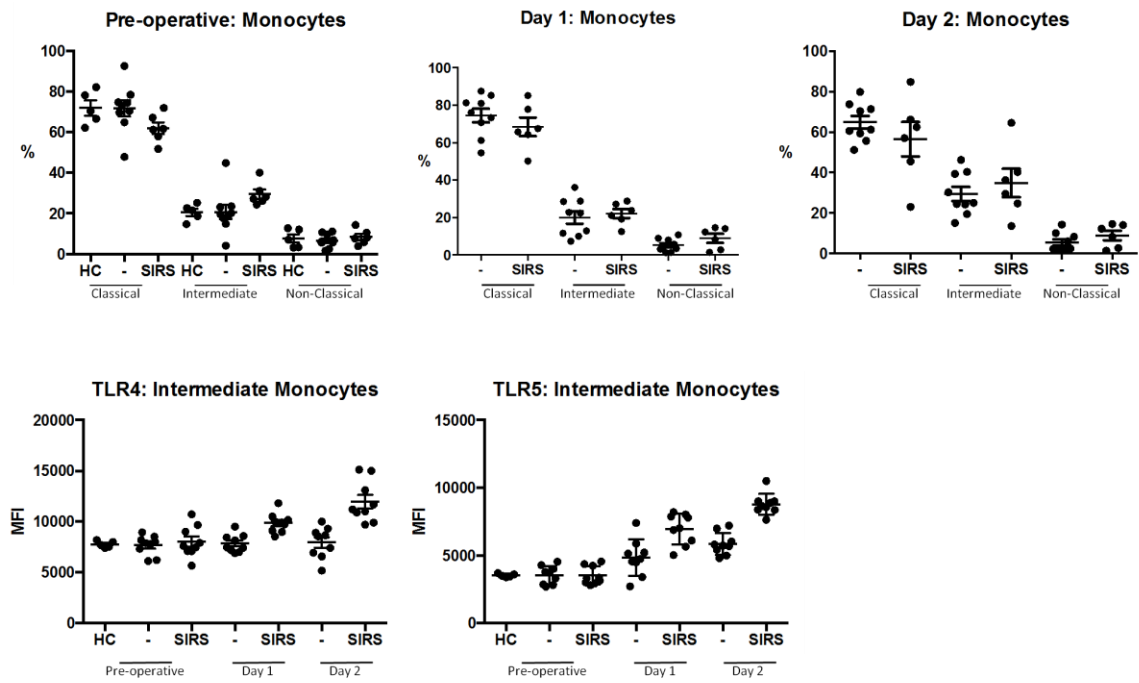 Pre-operative: Monocytes
100
80
60
%
40
20
0
HC - SIRS HC - SIRS HC - SIRS
Classical Intermediate Non-Classical
Day 1: Monocytes
100
80
60
%
40
20
0
- SIRS - SIRS - SIRS
Classical Intermediate Non-Classical
Day 2: Monocytes
100
80
60
%
40
20
0
- SIRS - SIRS - SIRS
Classical Intermediate Non-Classical
TLR4: Intermediate Monocytes
20000
15000
MFI
10000
5000
0
HC - SIRS - SIRS - SIRS
Pre-operative Day 1 Day 2
TLR5: Intermediate Monocytes
15000
10000
MFI
5000
0
HC - SIRS - SIRS - SIRS
Pre-operative Day 1 Day 2